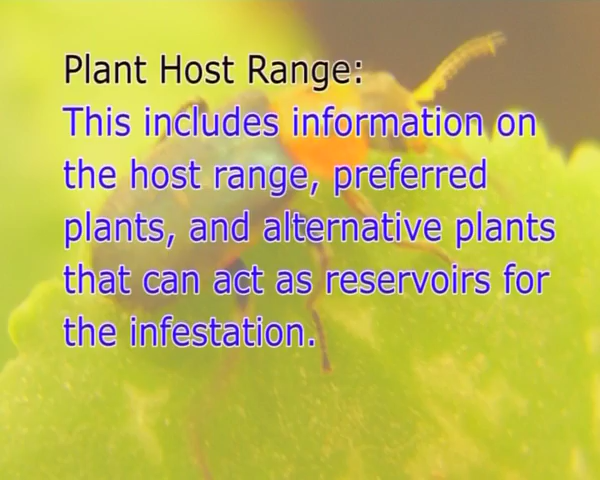 Plant Host Range:
This includes information on
the host range, preferred
plants, and alternative plants
that can act as reservoirs for
the infestation.